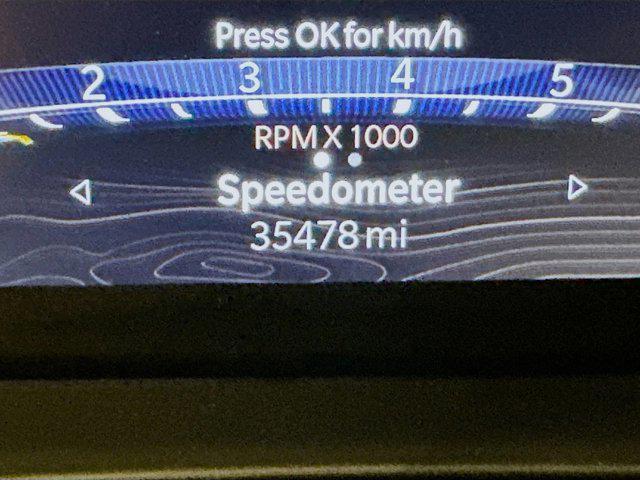 Press OK for km/h
2 3 4 5
RPM X 1000
Speedometer
35478 mi